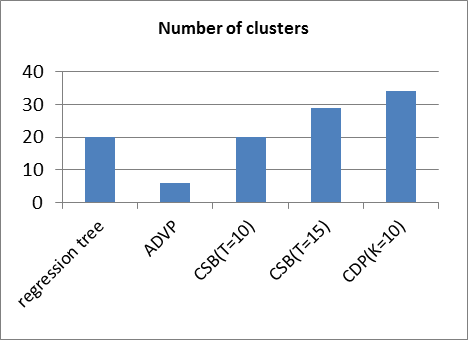 Number of clusters
40
30
20
10
0
regression tree
ADVP
CSB(T=10)
CSB(T=15)
CDP(K=10)